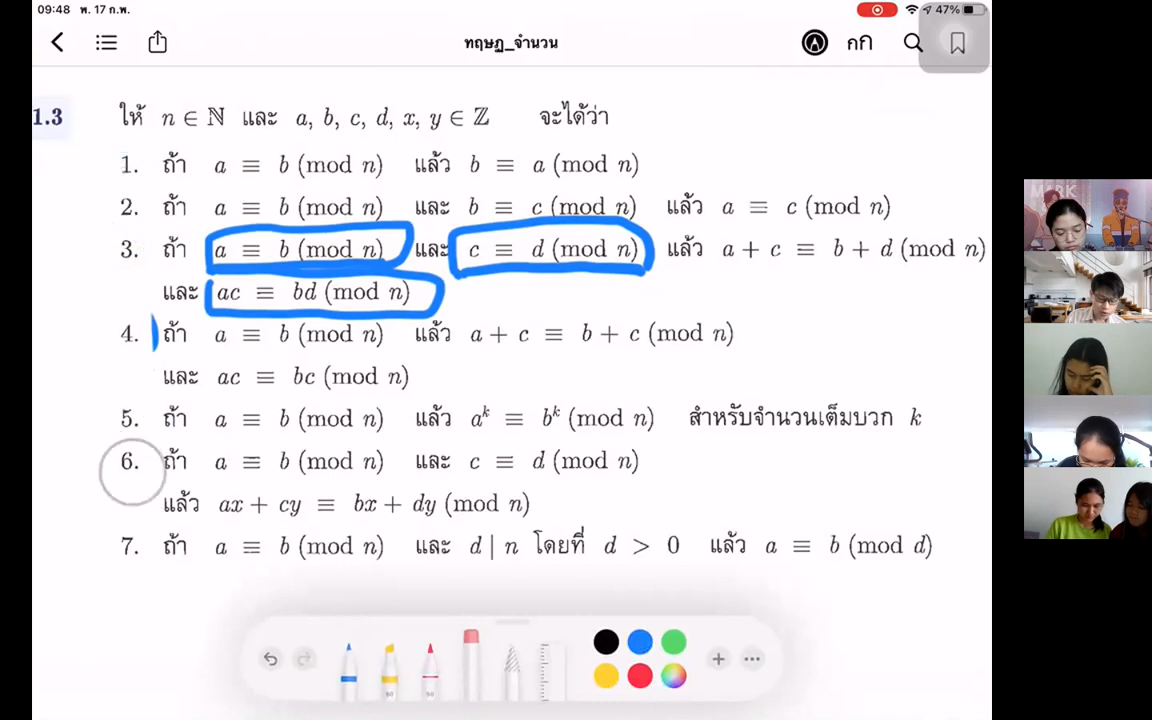 09:48 พ. 17 ก.พ.
47%
ทฤษฏ_จำนวน
กกิ
1.3 ให้ n ∈ ℕ และ a, b, c, d, x, y ∈ ℤ จะได้ว่า
1. ถ้า a ≡ b (mod n) แล้ว b ≡ a (mod n)
2. ถ้า a ≡ b (mod n) และ b ≡ c (mod n) แล้ว a ≡ c (mod n)
3. ถ้า a ≡ b (mod n) และ c ≡ d (mod n) แล้ว a + c ≡ b + d (mod n)
และ ac ≡ bd (mod n)
4. ถ้า a ≡ b (mod n) แล้ว a + c ≡ b + c (mod n)
และ ac ≡ bc (mod n)
5. ถ้า a ≡ b (mod n) แล้ว aᵏ ≡ bᵏ (mod n) สำหรับจำนวนเต็มบวก k
6. ถ้า a ≡ b (mod n) และ c ≡ d (mod n)
แล้ว ax + cy ≡ bx + dy (mod n)
7. ถ้า a ≡ b (mod n) และ d | n โดยที่ d > 0 แล้ว a ≡ b (mod d)